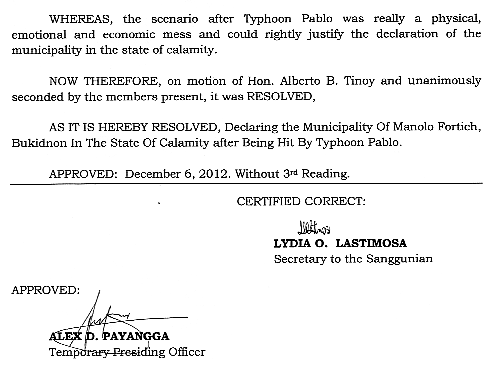 WHEREAS, the scenario after Typhoon Pablo was really a physical,
emotional and economic mess and could rightly justify the declaration of the
municipality in the state of calamity.
NOW THEREFORE, on motion of Hon. Alberto B. Tinoy and unanimously
seconded by the members present, it was RESOLVED,
AS IT IS HEREBY RESOLVED, Declaring the Municipality Of Manolo Fortich,
Bukidnon In The State Of Calamity after Being Hit By Typhoon Pablo.
APPROVED: December 6, 2012. Without 3rd Reading.
CERTIFIED CORRECT:
LYDIA O. LASTIMOSA
Secretary to the Sanggunian
APPROVED:
ALEX D. PAYANGGA
Temporary Presiding Officer